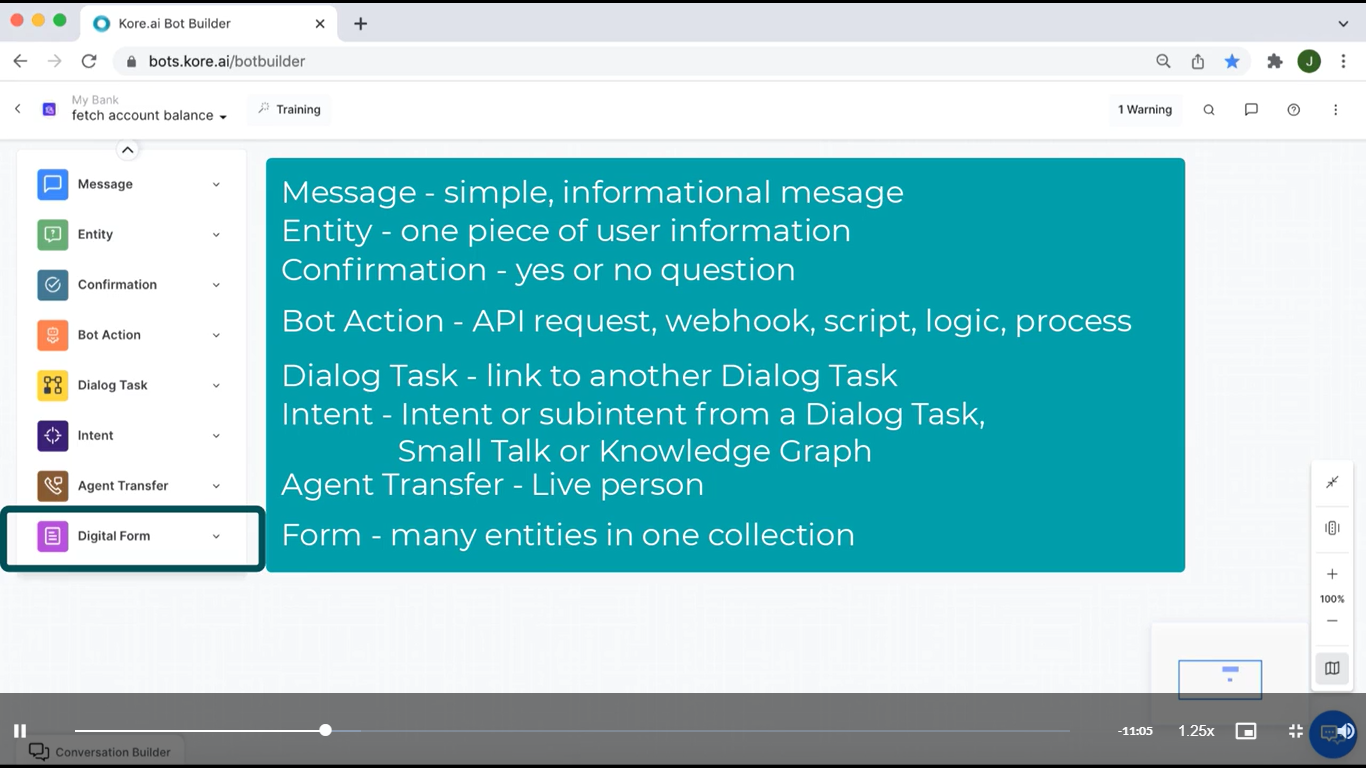 Kore.ai Bot Builder
bots.kore.ai/botbuilder
J
My Bank
fetch account balance
Training
1 Warning
Message
Entity
Confirmation
Bot Action
Dialog Task
Intent
Agent Transfer
Digital Form
Message - simple, informational mesage
Entity - one piece of user information
Confirmation - yes or no question
Bot Action - API request, webhook, script, logic, process
Dialog Task - link to another Dialog Task
Intent - Intent or subintent from a Dialog Task,
Small Talk or Knowledge Graph
Agent Transfer - Live person
Form - many entities in one collection
100%
-11:05
1.25x
Conversation Builder